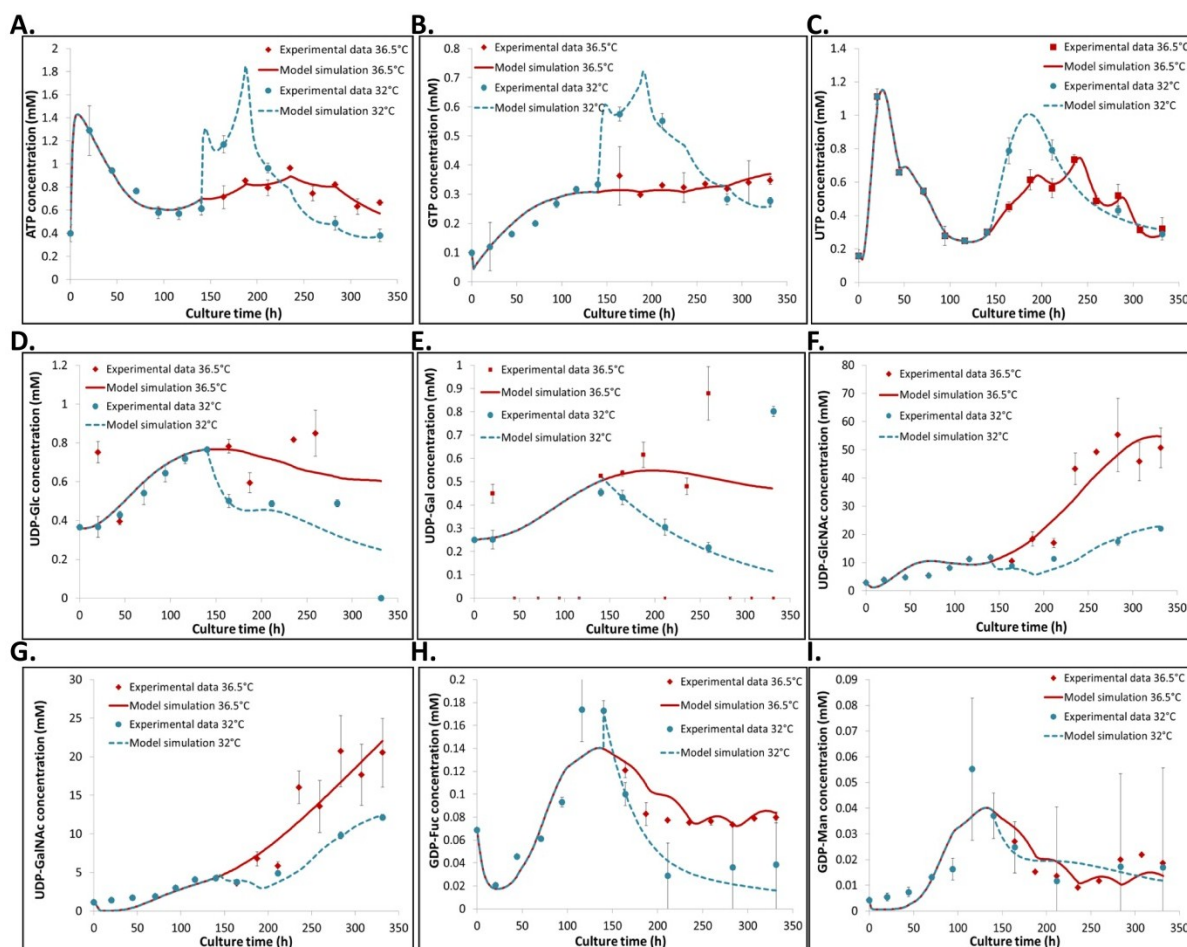 A.
ATP concentration (mM)
2
1.8
1.6
1.4
1.2
1
0.8
0.6
0.4
0.2
0
Experimental data 36.5°C
Model simulation 36.5°C
Experimental data 32°C
Model simulation 32°C
0 50 100 150 200 250 300 350
Culture time (h)
B.
GTP concentration (mM)
0.8
0.7
0.6
0.5
0.4
0.3
0.2
0.1
0
Experimental data 36.5°C
Model simulation 36.5°C
Experimental data 32°C
Model simulation 32°C
0 50 100 150 200 250 300 350
Culture time (h)
C.
UTP concentration (mM)
1.4
1.2
1
0.8
0.6
0.4
0.2
0
Experimental data 36.5°C
Model simulation 36.5°C
Experimental data 32°C
Model simulation 32°C
0 50 100 150 200 250 300 350
Culture time (h)
D.
UDP-Glc concentration (mM)
1.2
1
0.8
0.6
0.4
0.2
0
Experimental data 36.5°C
Model simulation 36.5°C
Experimental data 32°C
Model simulation 32°C
0 50 100 150 200 250 300 350
Culture time (h)
E.
UDP-Gal concentration (mM)
1
0.9
0.8
0.7
0.6
0.5
0.4
0.3
0.2
0.1
0
Experimental data 36.5°C
Model simulation 36.5°C
Experimental data 32°C
Model simulation 32°C
0 50 100 150 200 250 300 350
Culture time (h)
F.
UDP-GlcNAc concentration (mM)
80
70
60
50
40
30
20
10
0
Experimental data 36.5°C
Model simulation 36.5°C
Experimental data 32°C
Model simulation 32°C
0 50 100 150 200 250 300 350
Culture time (h)
G.
UDP-GalNAc concentration (mM)
30
25
20
15
10
5
0
Experimental data 36.5°C
Model simulation 36.5°C
Experimental data 32°C
Model simulation 32°C
0 50 100 150 200 250 300 350
Culture time (h)
H.
GDP-Fuc concentration (mM)
0.2
0.18
0.16
0.14
0.12
0.1
0.08
0.06
0.04
0.02
0
Experimental data 36.5°C
Model simulation 36.5°C
Experimental data 32°C
Model simulation 32°C
0 50 100 150 200 250 300 350
Culture time (h)
I.
GDP-Man concentration (mM)
0.09
0.08
0.07
0.06
0.05
0.04
0.03
0.02
0.01
0
Experimental data 36.5°C
Model simulation 36.5°C
Experimental data 32°C
Model simulation 32°C
0 50 100 150 200 250 300 350
Culture time (h)